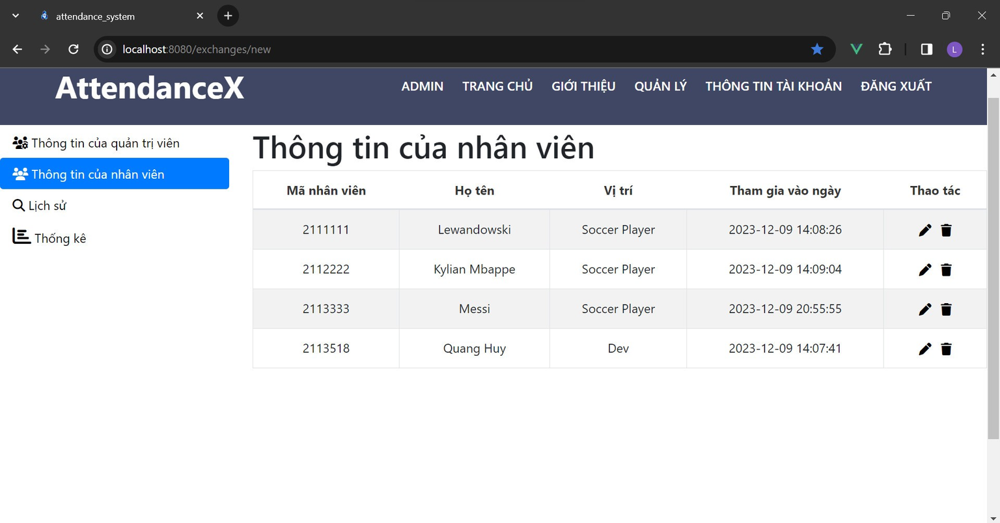 attendance_system
localhost:8080/exchanges/new
L
AttendanceX
ADMIN TRANG CHỦ GIỚI THIỆU QUẢN LÝ THÔNG TIN TÀI KHOẢN ĐĂNG XUẤT
Thông tin của quản trị viên
Thông tin của nhân viên
Lịch sử
Thống kê
Thông tin của nhân viên
Mã nhân viên Họ tên Vị trí Tham gia vào ngày Thao tác
2111111 Lewandowski Soccer Player 2023-12-09 14:08:26
2112222 Kylian Mbappe Soccer Player 2023-12-09 14:09:04
2113333 Messi Soccer Player 2023-12-09 20:55:55
2113518 Quang Huy Dev 2023-12-09 14:07:41